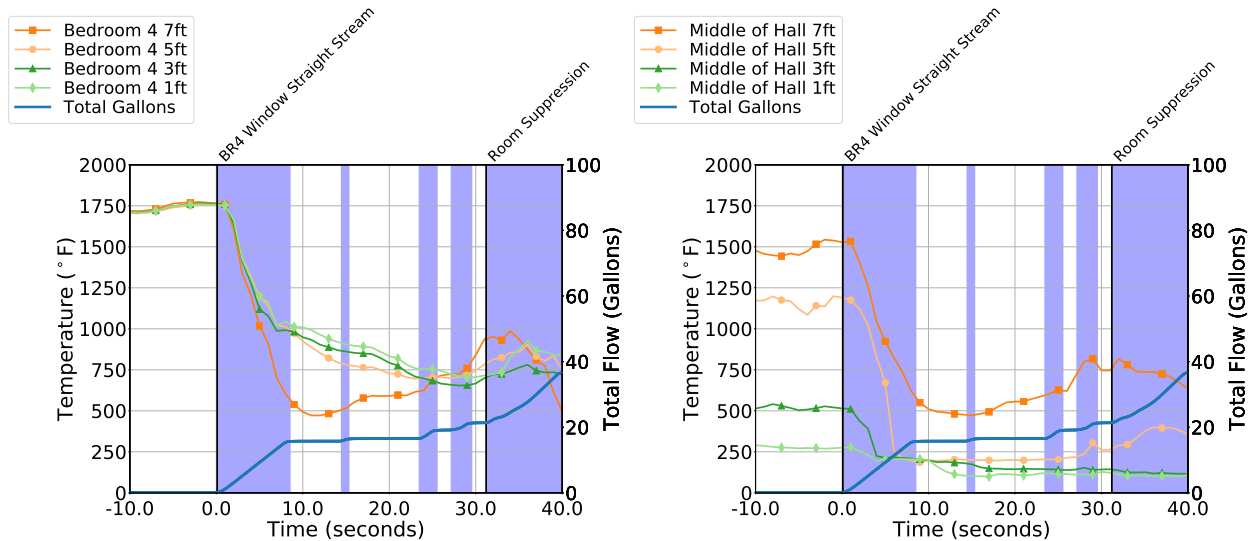 Bedroom 4 7ft
Bedroom 4 5ft
Bedroom 4 3ft
Bedroom 4 1ft
Total Gallons
BR4 Window Straight Stream
Room Suppression
2000
1750
1500
1250
1000
750
500
250
0
Temperature (°F)
100
80
60
40
20
0
Total Flow (Gallons)
-10.0 0.0 10.0 20.0 30.0 40.0
Time (seconds)
Middle of Hall 7ft
Middle of Hall 5ft
Middle of Hall 3ft
Middle of Hall 1ft
Total Gallons
BR4 Window Straight Stream
Room Suppression
2000
1750
1500
1250
1000
750
500
250
0
Temperature (°F)
100
80
60
40
20
0
Total Flow (Gallons)
-10.0 0.0 10.0 20.0 30.0 40.0
Time (seconds)